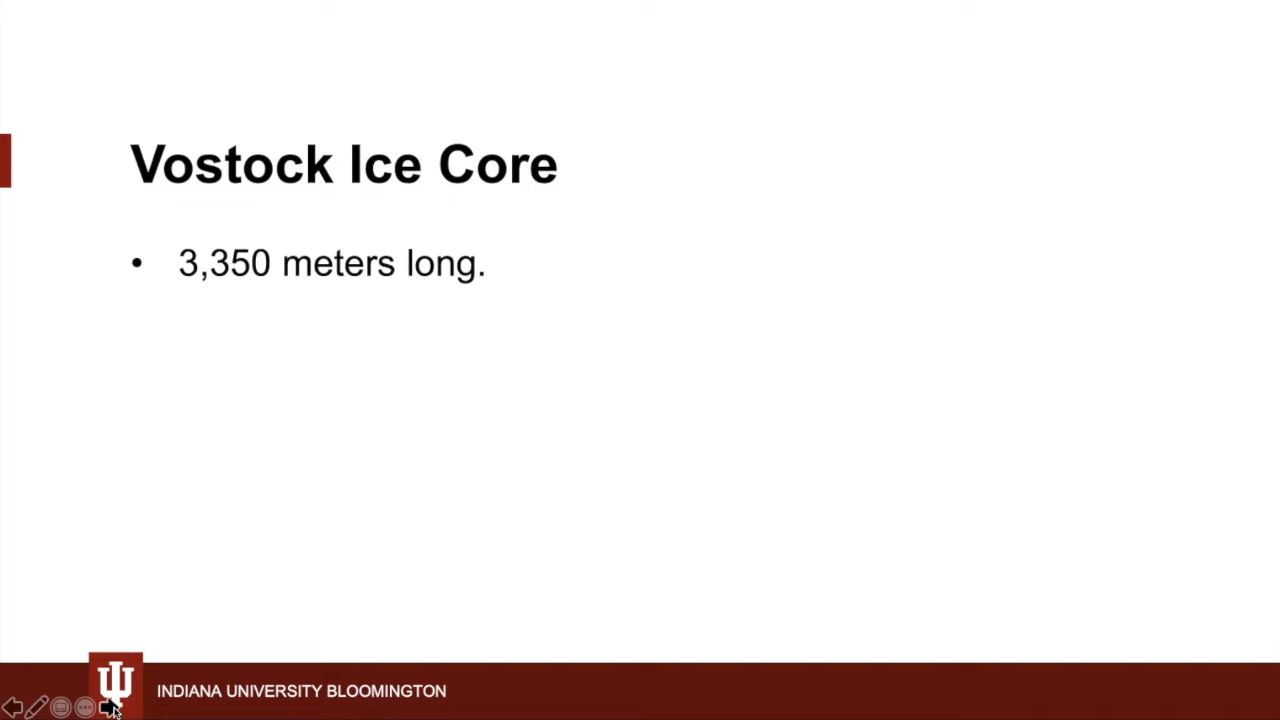 Vostock Ice Core
• 3,350 meters long.
INDIANA UNIVERSITY BLOOMINGTON